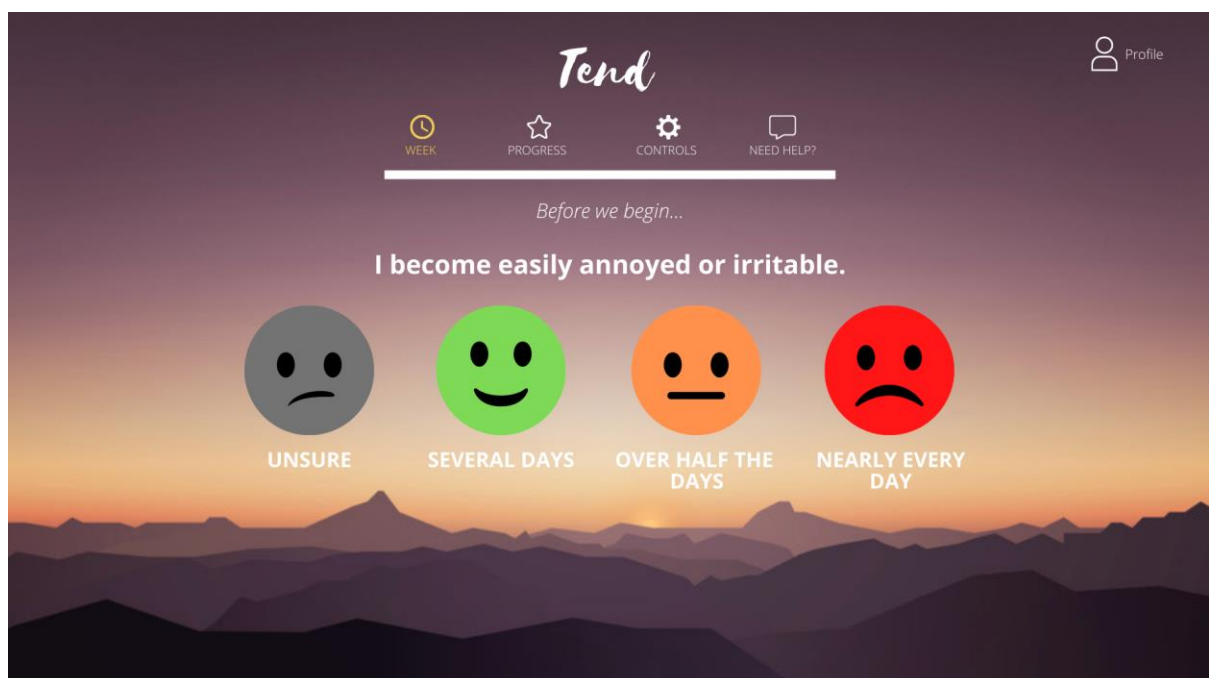 Tend
Profile
WEEK
PROGRESS
CONTROLS
NEED HELP?
Before we begin...
I become easily annoyed or irritable.
UNSURE
SEVERAL DAYS
OVER HALF THE
DAYS
NEARLY EVERY
DAY